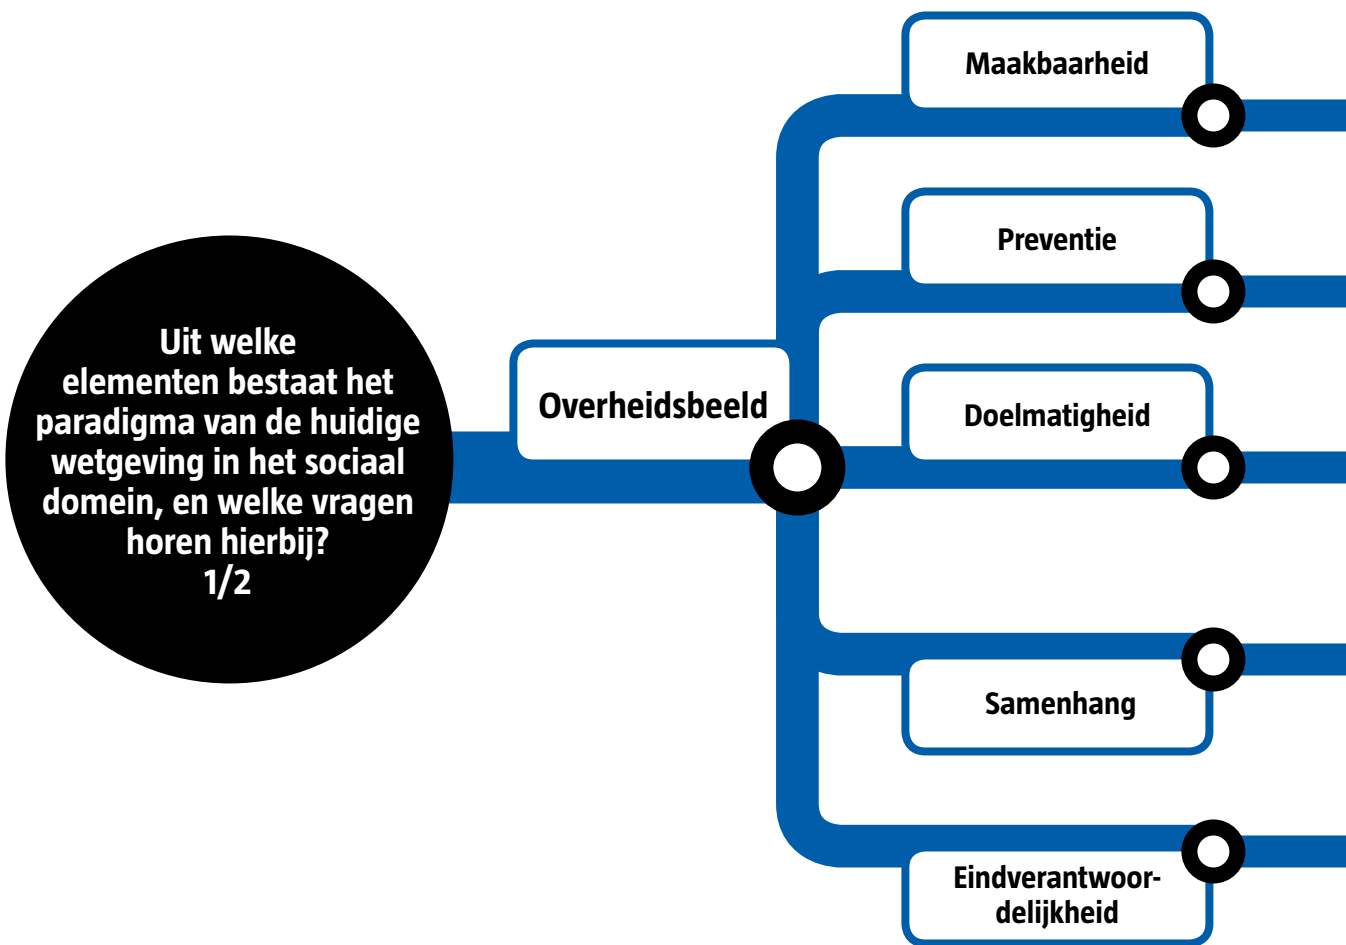 Uit welke
elementen bestaat het
paradigma van de huidige
wetgeving in het sociaal
domein, en welke vragen
horen hierbij?
1/2
Overheidsbeeld
Maakbaarheid
Preventie
Doelmatigheid
Samenhang
Eindverantwoor-
delijkheid